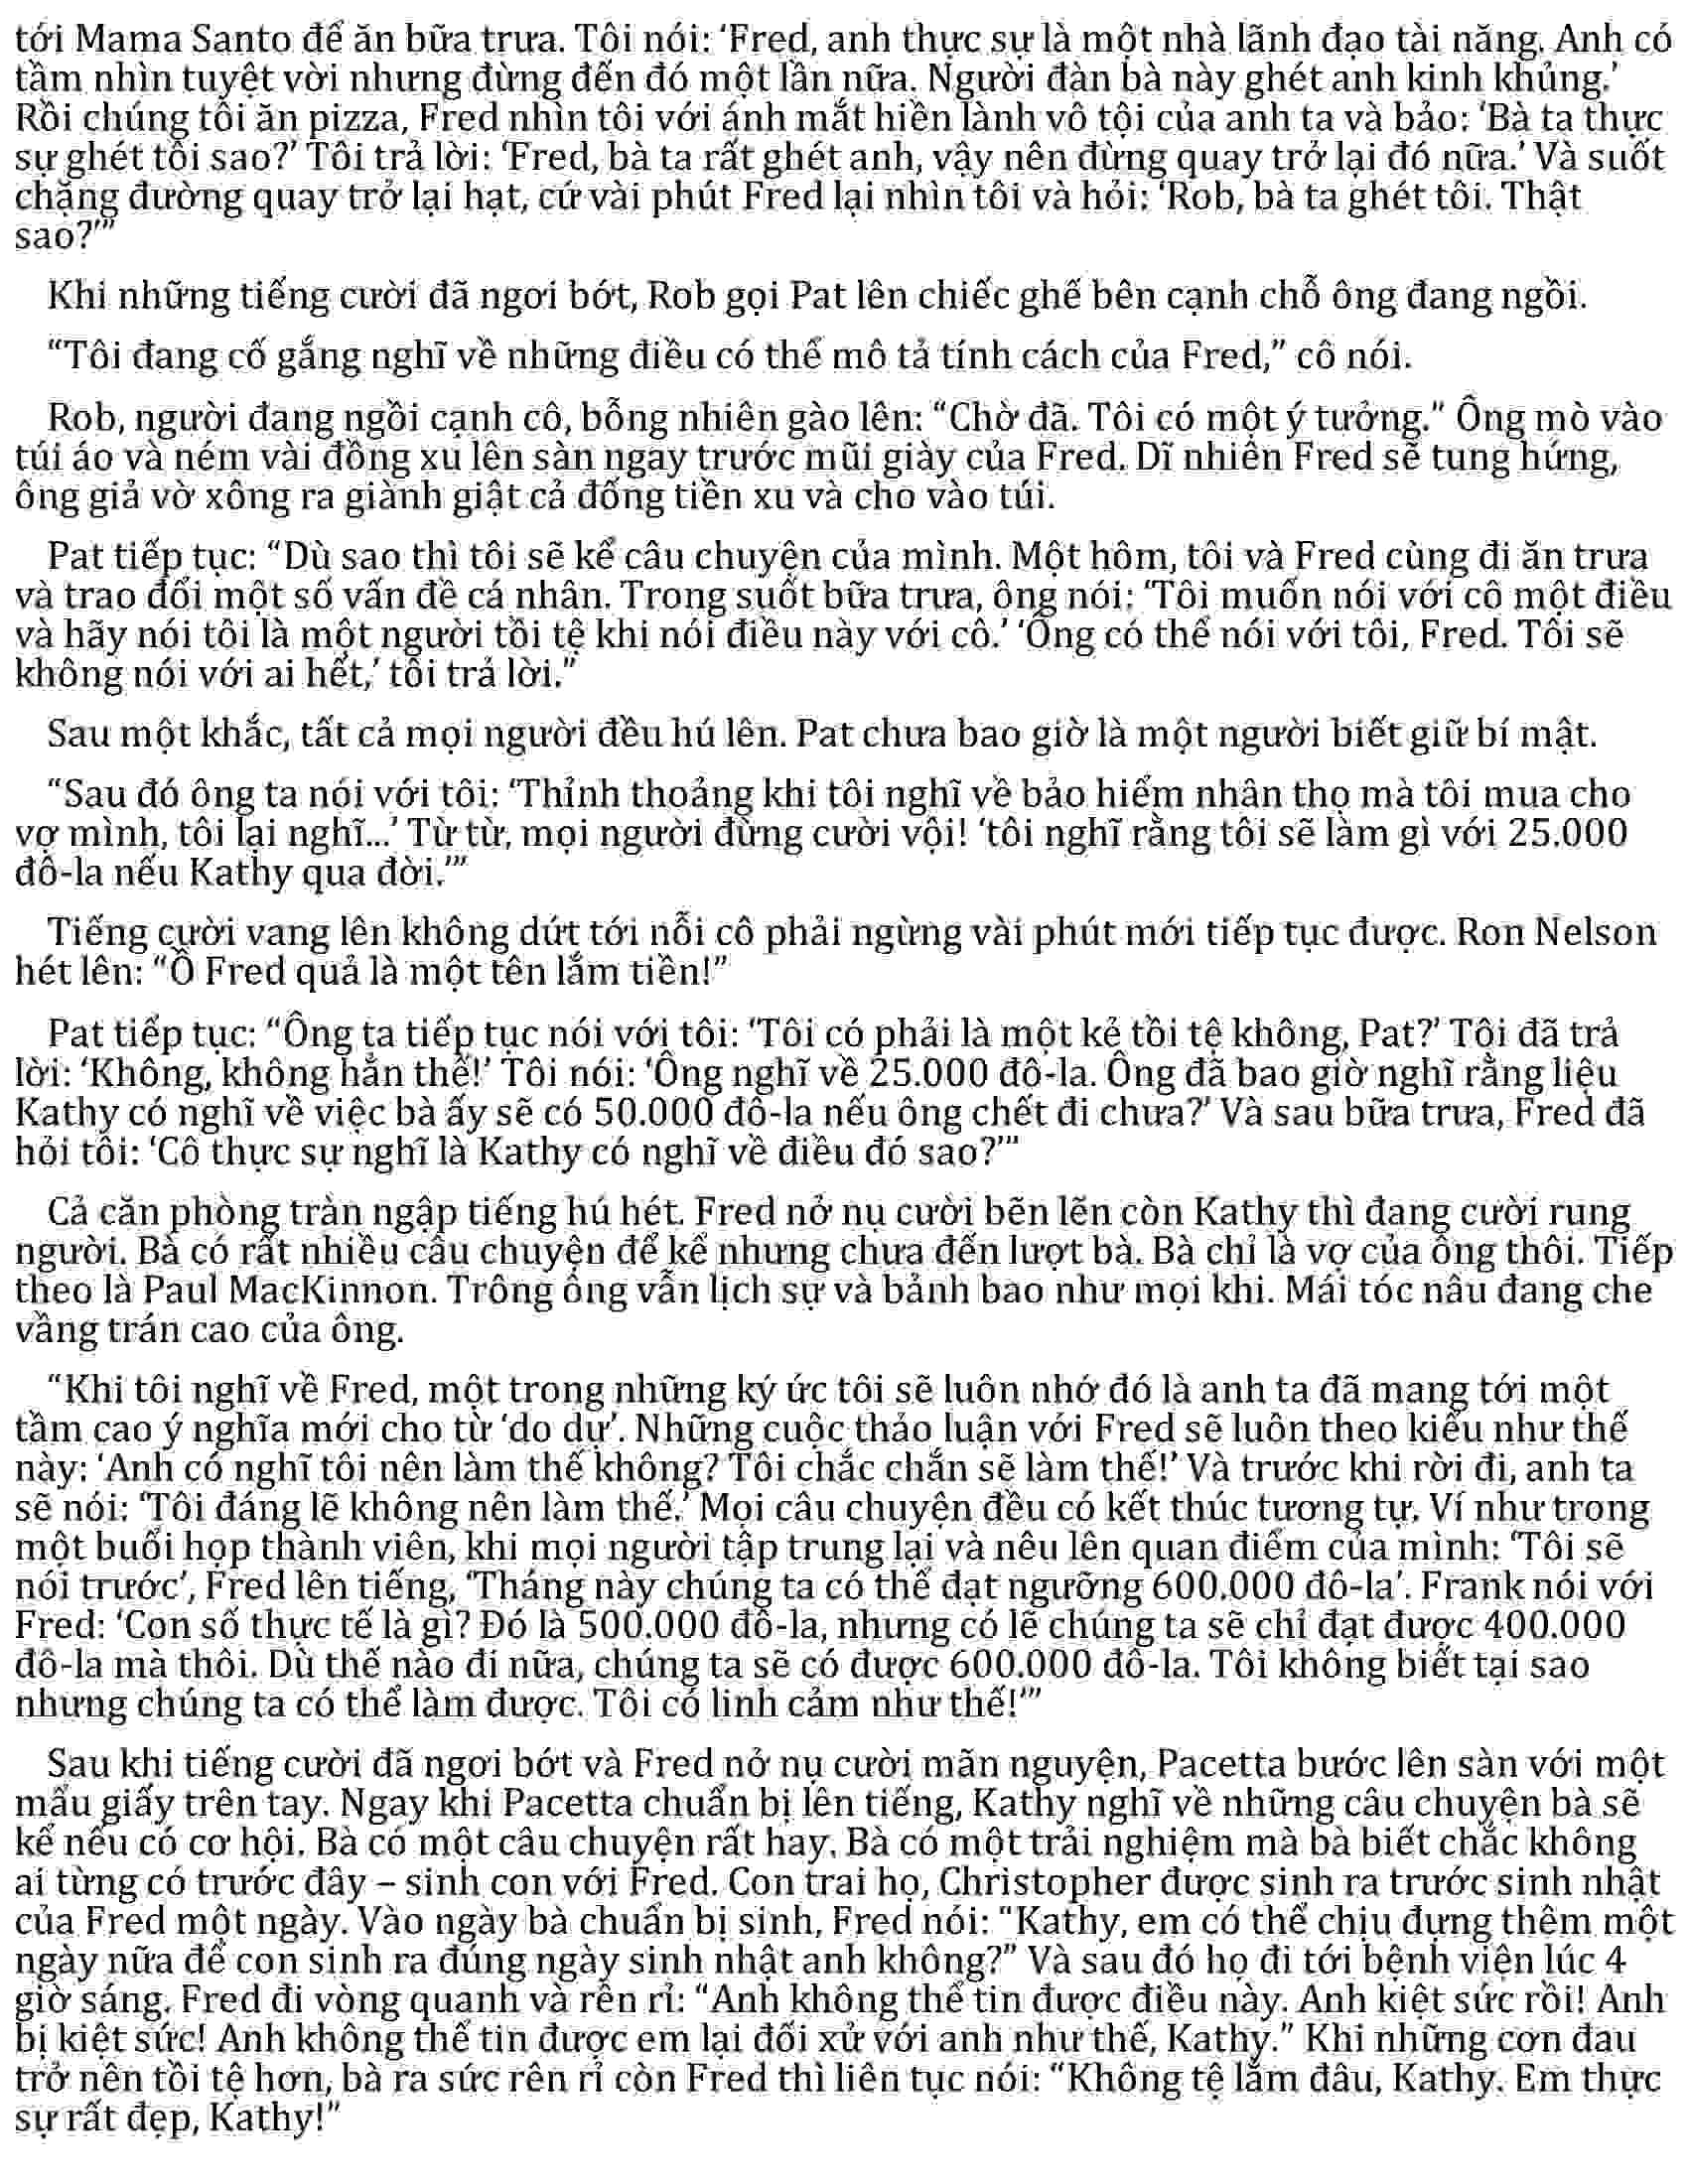 tới Mama Santo để ăn bữa trưa. Tôi nói: ‘Fred, anh thực sự là một nhà lãnh đạo tài năng. Anh có
tầm nhìn tuyệt vời nhưng đừng đến đó một lần nữa. Người đàn bà này ghét anh kinh khủng.’
Rồi chúng tôi ăn pizza, Fred nhìn tôi với ánh mắt hiền lành vô tội của anh ta và bảo: ‘Bà ta thực
sự ghét tôi sao?’ Tôi trả lời: ‘Fred, bà ta rất ghét anh, vậy nên đừng quay trở lại đó nữa.’ Và suốt
chặng đường quay trở lại hạt, cứ vài phút Fred lại nhìn tôi và hỏi: ‘Rob, bà ta ghét tôi. Thật
sao?’”
Khi những tiếng cười đã ngơi bớt, Rob gọi Pat lên chiếc ghế bên cạnh chỗ ông đang ngồi.
“Tôi đang cố gắng nghĩ về những điều có thể mô tả tính cách của Fred,” cô nói.
Rob, người đang ngồi cạnh cô, bỗng nhiên gào lên: “Chờ đã. Tôi có một ý tưởng.” Ông mò vào
túi áo và ném vài đồng xu lên sàn ngay trước mũi giày của Fred. Dĩ nhiên Fred sẽ tung hứng,
ông giả vờ xông ra giành giật cả đống tiền xu và cho vào túi.
Pat tiếp tục: “Dù sao thì tôi sẽ kể câu chuyện của mình. Một hôm, tôi và Fred cùng đi ăn trưa
và trao đổi một số vấn đề cá nhân. Trong suốt bữa trưa, ông nói: ‘Tôi muốn nói với cô một điều
và hãy nói tôi là một người tồi tệ khi nói điều này với cô.’ ‘Ông có thể nói với tôi, Fred. Tôi sẽ
không nói với ai hết,’ tôi trả lời.”
Sau một khắc, tất cả mọi người đều hú lên. Pat chưa bao giờ là một người biết giữ bí mật.
“Sau đó ông ta nói với tôi: ‘Thỉnh thoảng khi tôi nghĩ về bảo hiểm nhân thọ mà tôi mua cho
vợ mình, tôi lại nghĩ...’ Từ từ, mọi người đừng cười vội! ‘tôi nghĩ rằng tôi sẽ làm gì với 25.000
đô-la nếu Kathy qua đời.’”
Tiếng cười vang lên không dứt tới nỗi cô phải ngừng vài phút mới tiếp tục được. Ron Nelson
hét lên: “Ồ Fred quả là một tên lắm tiền!”
Pat tiếp tục: “Ông ta tiếp tục nói với tôi: ‘Tôi có phải là một kẻ tồi tệ không, Pat?’ Tôi đã trả
lời: ‘Không, không hẳn thế!’ Tôi nói: ‘Ông nghĩ về 25.000 đô-la. Ông đã bao giờ nghĩ rằng liệu
Kathy có nghĩ về việc bà ấy sẽ có 50.000 đô-la nếu ông chết đi chưa?’ Và sau bữa trưa, Fred đã
hỏi tôi: ‘Cô thực sự nghĩ là Kathy có nghĩ về điều đó sao?’”
Cả căn phòng tràn ngập tiếng hú hét. Fred nở nụ cười bẽn lẽn còn Kathy thì đang cười rung
người. Bà có rất nhiều câu chuyện để kể nhưng chưa đến lượt bà. Bà chỉ là vợ của ông thôi. Tiếp
theo là Paul MacKinnon. Trông ông vẫn lịch sự và bảnh bao như mọi khi. Mái tóc nâu đang che
vầng trán cao của ông.
“Khi tôi nghĩ về Fred, một trong những ký ức tôi sẽ luôn nhớ đó là anh ta đã mang tới một
tầm cao ý nghĩa mới cho từ ‘do dự’. Những cuộc thảo luận với Fred sẽ luôn theo kiểu như thế
này: ‘Anh có nghĩ tôi nên làm thế không? Tôi chắc chắn sẽ làm thế!’ Và trước khi rời đi, anh ta
sẽ nói: ‘Tôi đáng lẽ không nên làm thế.’ Mọi câu chuyện đều có kết thúc tương tự. Ví như trong
một buổi họp thành viên, khi mọi người tập trung lại và nêu lên quan điểm của mình: ‘Tôi sẽ
nói trước’, Fred lên tiếng, ‘Tháng này chúng ta có thể đạt ngưỡng 600.000 đô-la’. Frank nói với
Fred: ‘Con số thực tế là gì? Đó là 500.000 đô-la, nhưng có lẽ chúng ta sẽ chỉ đạt được 400.000
đô-la mà thôi. Dù thế nào đi nữa, chúng ta sẽ có được 600.000 đô-la. Tôi không biết tại sao
nhưng chúng ta có thể làm được. Tôi có linh cảm như thế!’”
Sau khi tiếng cười đã ngơi bớt và Fred nở nụ cười mãn nguyện, Pacetta bước lên sàn với một
mẩu giấy trên tay. Ngay khi Pacetta chuẩn bị lên tiếng, Kathy nghĩ về những câu chuyện bà sẽ
kể nếu có cơ hội. Bà có một câu chuyện rất hay. Bà có một trải nghiệm mà bà biết chắc không
ai từng có trước đây – sinh con với Fred. Con trai họ, Christopher được sinh ra trước sinh nhật
của Fred một ngày. Vào ngày bà chuẩn bị sinh, Fred nói: “Kathy, em có thể chịu đựng thêm một
ngày nữa để con sinh ra đúng ngày sinh nhật anh không?” Và sau đó họ đi tới bệnh viện lúc 4
giờ sáng. Fred đi vòng quanh và rên rỉ: “Anh không thể tin được điều này. Anh kiệt sức rồi! Anh
bị kiệt sức! Anh không thể tin được em lại đối xử với anh như thế, Kathy.” Khi những cơn đau
trở nên tồi tệ hơn, bà ra sức rên rỉ còn Fred thì liên tục nói: “Không tệ lắm đâu, Kathy. Em thực
sự rất đẹp, Kathy!”